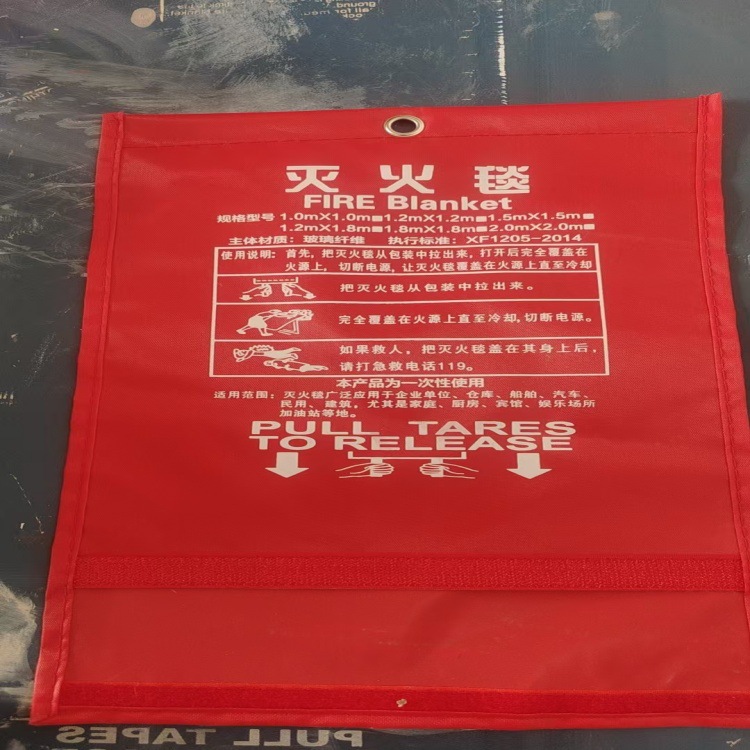 灭火毯
FIRE Blanket
规格型号 1.0mX1.0m■1.2mX1.2m■1.5mX1.5m■
1.2mX1.8m■1.8mX1.8m■2.0mX2.0m■
主体材质：玻璃纤维 执行标准：XF1205-2014
使用说明：首先，把灭火毯从包装中拉出来，打开后完全覆盖在
火源上，切断电源，让灭火毯覆盖在火源上直至冷却
把灭火毯从包装中拉出来。
完全覆盖在火源上直至冷却，切断电源。
如果救人，把灭火毯盖在其身上后，
请打急救电话119。
本产品为一次性使用
适用范围：灭火毯广泛应用于企业单位、仓库、船舶、汽车、
民用、建筑，尤其是家庭、厨房、宾馆、娱乐场所
加油站等地。
PULL TARES
TO RELEASE
PULL TAPES